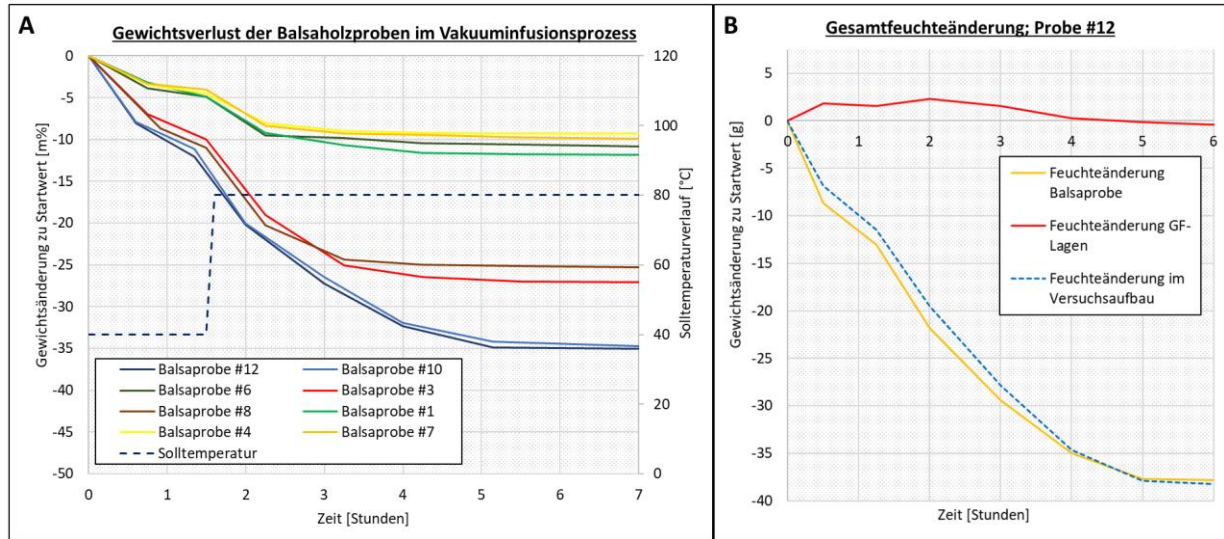 A
Gewichtsverlust der Balsaholzproben im Vakuuminfusionsprozess
Gewichtsänderung zu Startwert [m%]
0
-5
-10
-15
-20
-25
-30
-35
-40
-45
-50
120
100
80
60
40
20
0
Solltemperaturverlauf [°C]
Balsaprobe #12
Balsaprobe #10
Balsaprobe #6
Balsaprobe #3
Balsaprobe #8
Balsaprobe #1
Balsaprobe #4
Balsaprobe #7
Solltemperatur
0 1 2 3 4 5 6 7
Zeit [Stunden]
B
Gesamtfeuchteänderung; Probe #12
Gewichtsänderung zu Startwert [g]
5
0
-5
-10
-15
-20
-25
-30
-35
-40
0 1 2 3 4 5 6
Feuchteänderung
Balsaprobe
Feuchteänderung GF-
Lagen
Feuchteänderung im
Versuchsaufbau
Zeit [Stunden]